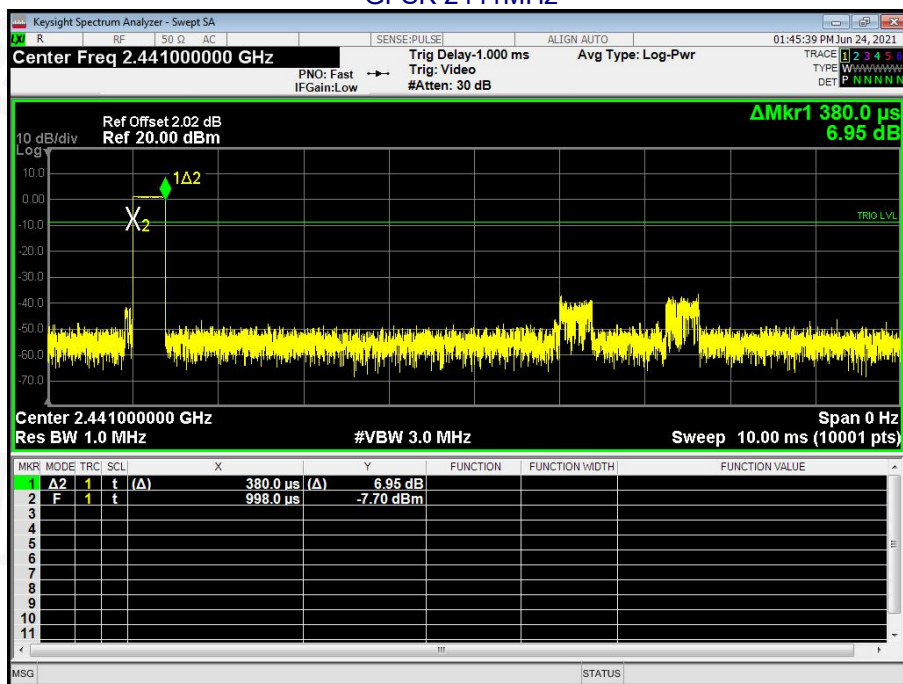 GFSK 2441MHz
Keysight Spectrum Analyzer - Swept SA
LXI R RF 50 Ω AC SENSE:PULSE ALIGN AUTO 01:45:39 PM Jun 24, 2021
Center Freq 2.441000000 GHz
PNO: Fast
IFGain:Low
Trig Delay-1.000 ms
Trig: Video
#Atten: 30 dB
Avg Type: Log-Pwr
TRACE 1 2 3 4 5 6
TYPE WWWWWW
DET P N N N N N
ΔMkr1 380.0 µs
6.95 dB
Ref Offset 2.02 dB
10 dB/div Ref 20.00 dBm
Log
10.0
0.00
-10.0
-20.0
-30.0
-40.0
-50.0
-60.0
-70.0
1Δ2
X2
TRIG LVL
Center 2.441000000 GHz Span 0 Hz
Res BW 1.0 MHz #VBW 3.0 MHz Sweep 10.00 ms (10001 pts)
MKR MODE TRC SCL X Y FUNCTION FUNCTION WIDTH FUNCTION VALUE
1 Δ2 1 t (Δ) 380.0 µs (Δ) 6.95 dB
2 F 1 t 998.0 µs -7.70 dBm
3
4
5
6
7
8
9
10
11
MSG STATUS